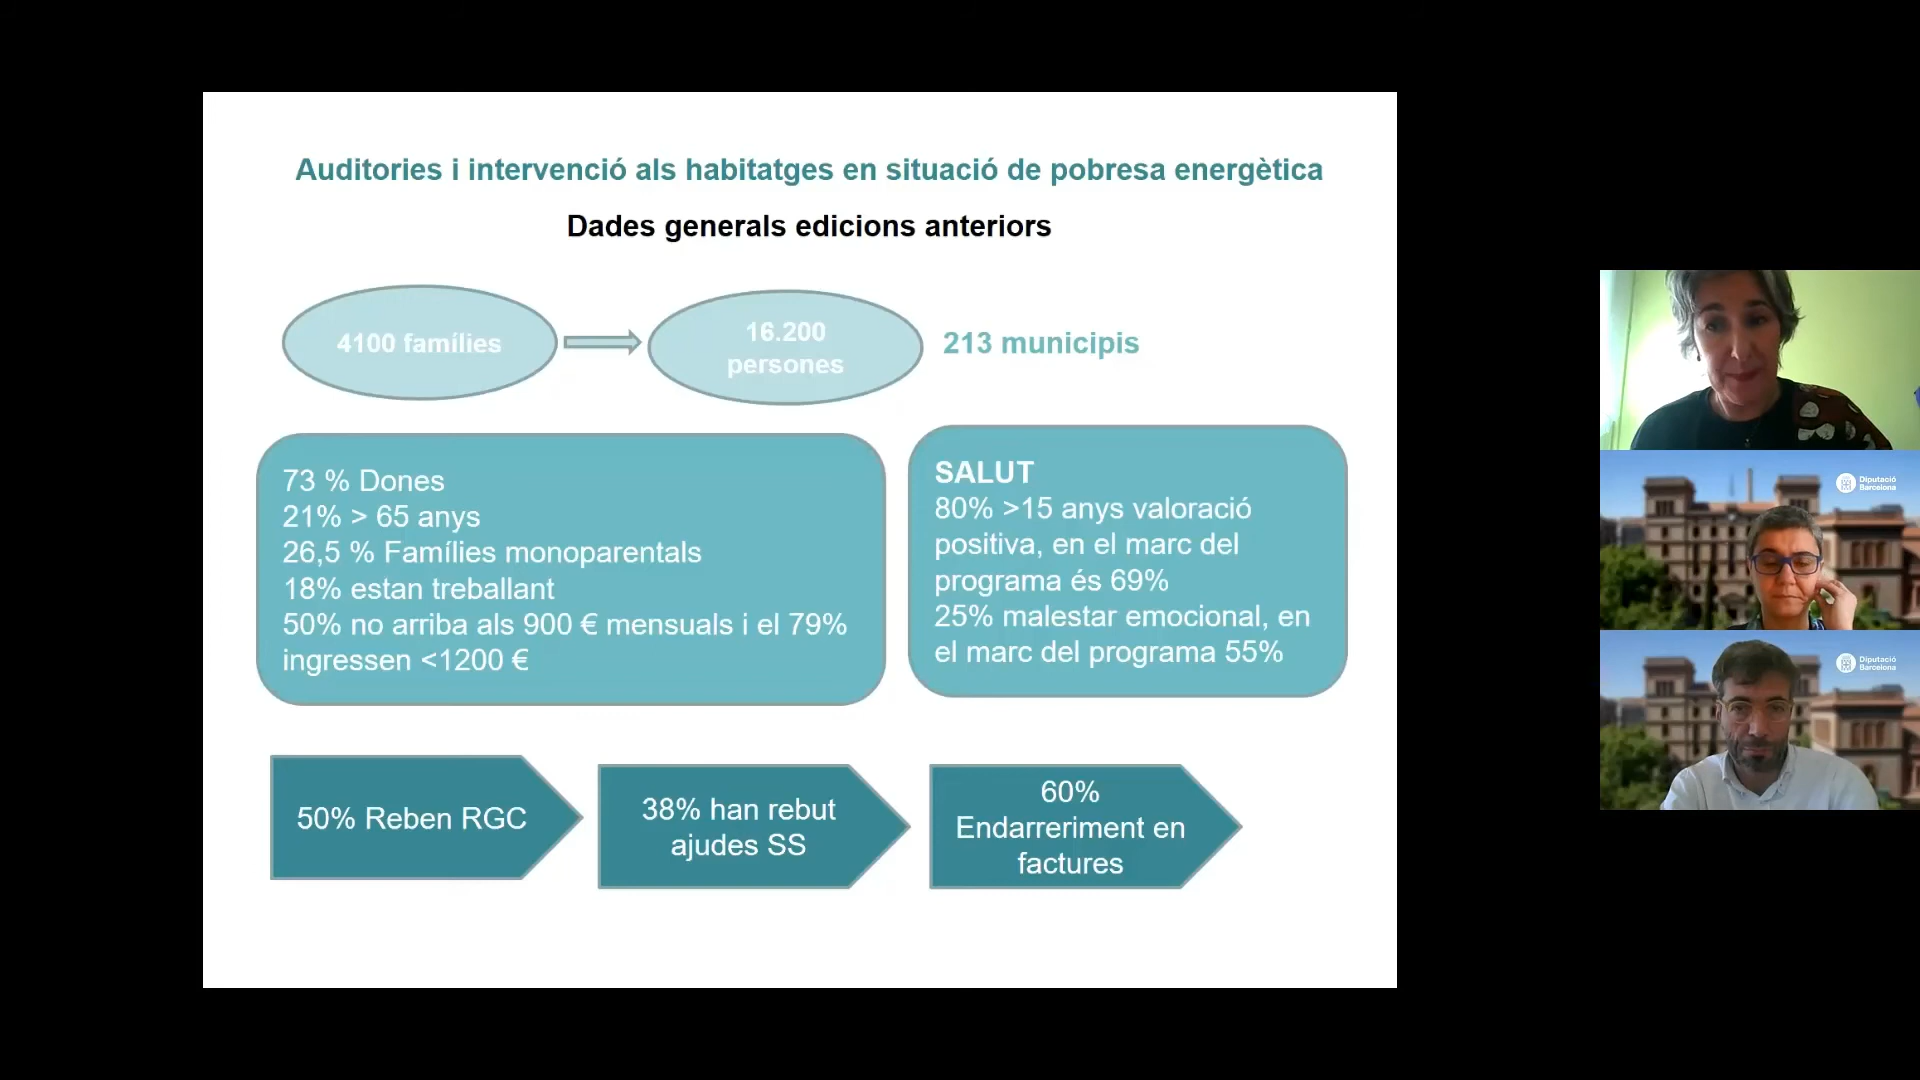 Auditories i intervenció als habitatges en situació de pobresa energètica
Dades generals edicions anteriors
4100 famílies
16.200
persones
213 municipis
73 % Dones
21% > 65 anys
26,5 % Famílies monoparentals
18% estan treballant
50% no arriba als 900 € mensuals i el 79%
ingressen <1200 €
SALUT
80% >15 anys valoració
positiva, en el marc del
programa és 69%
25% malestar emocional, en
el marc del programa 55%
50% Reben RGC
38% han rebut
ajudes SS
60%
Endarreriment en
factures
Diputació
Barcelona
Diputació
Barcelona